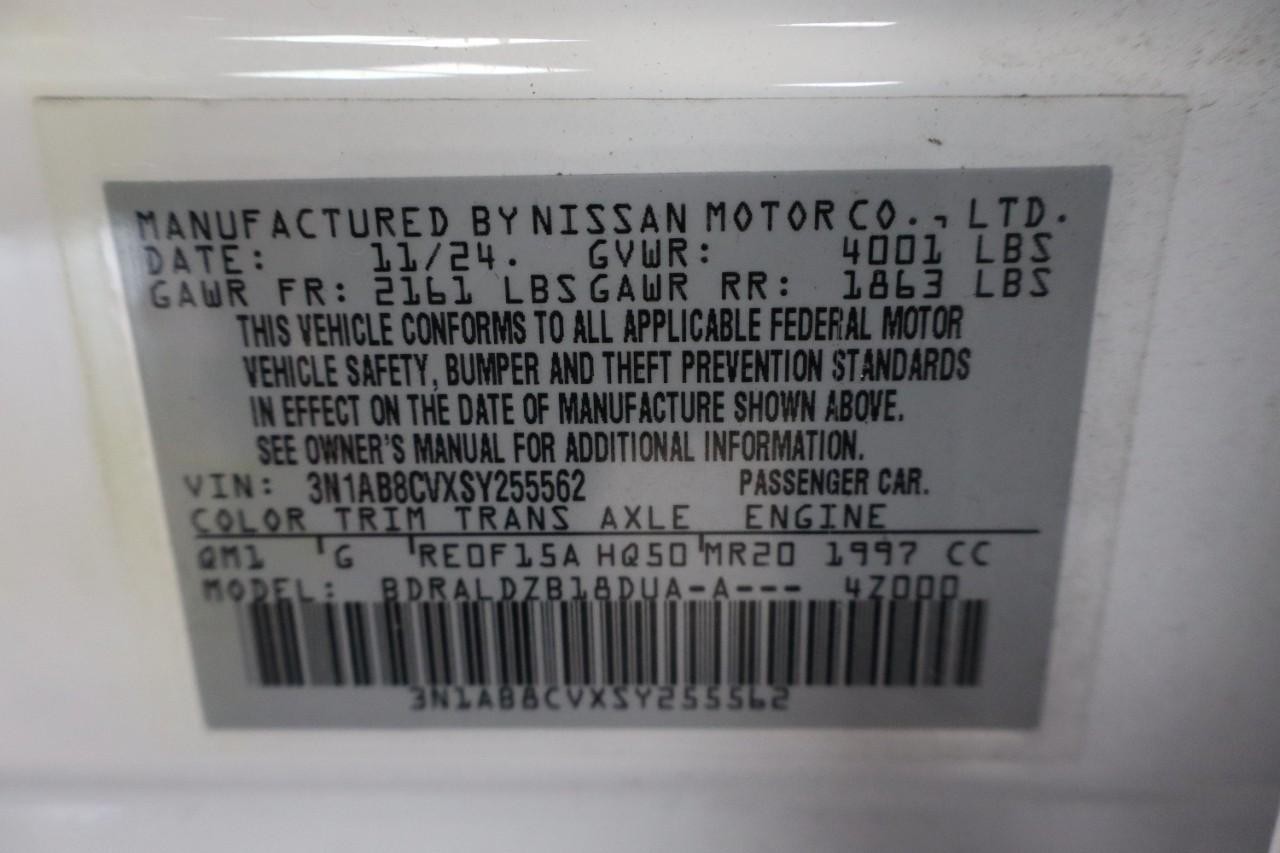 MANUFACTURED BY NISSAN MOTOR CO., LTD.
DATE: 11/24. GVWR: 4001 LBS
GAWR FR: 2161 LBS GAWR RR: 1863 LBS
THIS VEHICLE CONFORMS TO ALL APPLICABLE FEDERAL MOTOR
VEHICLE SAFETY, BUMPER AND THEFT PREVENTION STANDARDS
IN EFFECT ON THE DATE OF MANUFACTURE SHOWN ABOVE.
SEE OWNER'S MANUAL FOR ADDITIONAL INFORMATION.
VIN: 3N1AB8CVXSY255562 PASSENGER CAR.
COLOR TRIM TRANS AXLE ENGINE
QM1 G RE0F15A HQ50 MR20 1997 CC
MODEL: BDRALDZB18DUA-A--- 4Z000
3N1AB8CVXSY255562